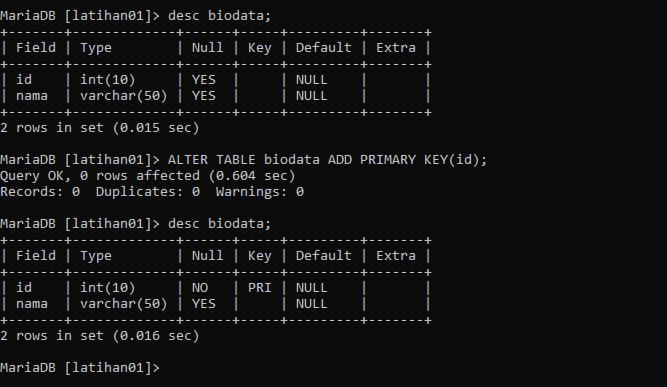 MariaDB [latihan01]> desc biodata;
+-------+-------------+------+-----+---------+-------+
| Field | Type        | Null | Key | Default | Extra |
+-------+-------------+------+-----+---------+-------+
| id    | int(10)     | YES  |     | NULL    |       |
| nama  | varchar(50) | YES  |     | NULL    |       |
+-------+-------------+------+-----+---------+-------+
2 rows in set (0.015 sec)

MariaDB [latihan01]> ALTER TABLE biodata ADD PRIMARY KEY(id);
Query OK, 0 rows affected (0.604 sec)
Records: 0  Duplicates: 0  Warnings: 0

MariaDB [latihan01]> desc biodata;
+-------+-------------+------+-----+---------+-------+
| Field | Type        | Null | Key | Default | Extra |
+-------+-------------+------+-----+---------+-------+
| id    | int(10)     | NO   | PRI | NULL    |       |
| nama  | varchar(50) | YES  |     | NULL    |       |
+-------+-------------+------+-----+---------+-------+
2 rows in set (0.016 sec)

MariaDB [latihan01]>